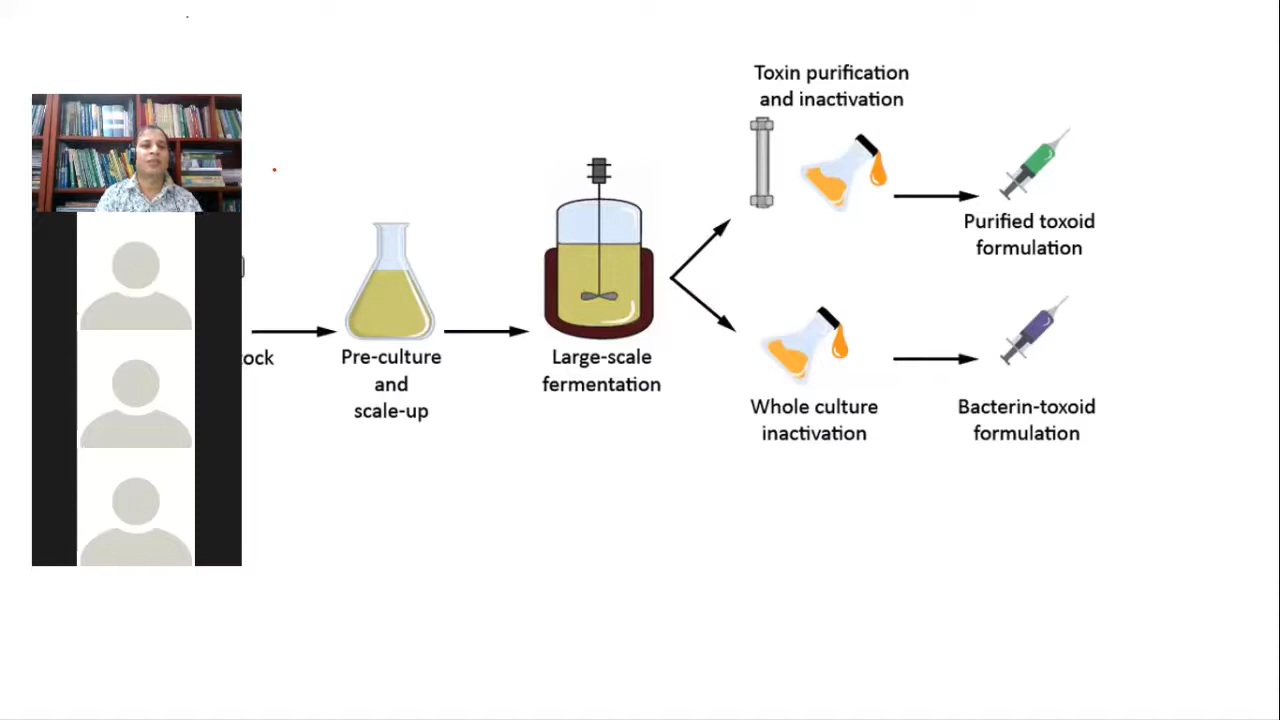 Toxin purification
and inactivation
Purified toxoid
formulation
Pre-culture
and
scale-up
Large-scale
fermentation
Whole culture
inactivation
Bacterin-toxoid
formulation